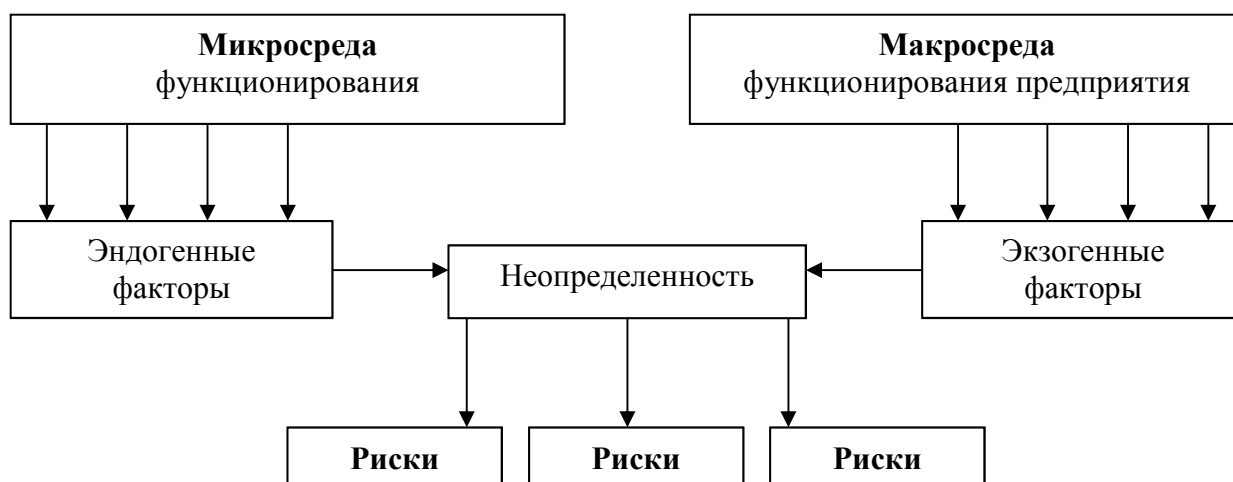 Микросреда
функционирования
Макросреда
функционирования предприятия
Эндогенные
факторы
Неопределенность
Экзогенные
факторы
Риски
Риски
Риски